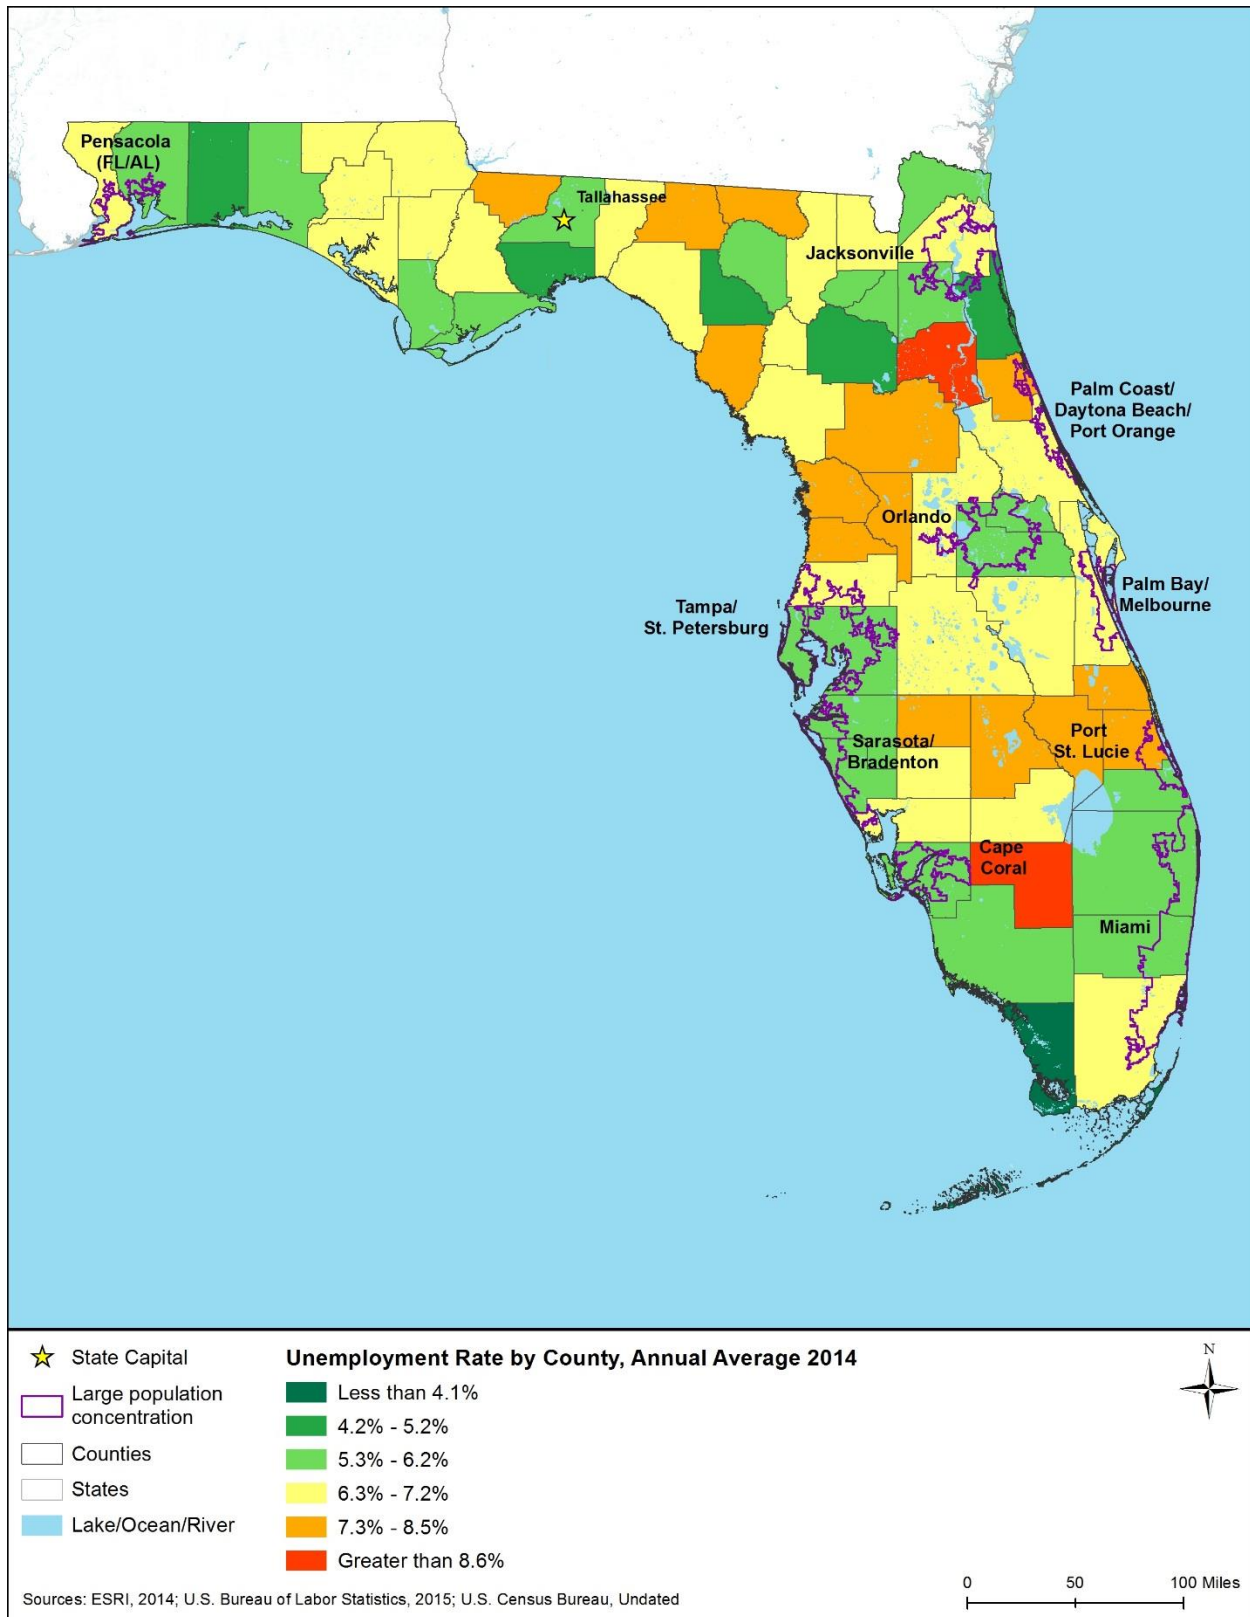 Pensacola
(FL/AL)
Tallahassee
Jacksonville
Palm Coast/
Daytona Beach/
Port Orange
Orlando
Palm Bay/
Melbourne
Tampa/
St. Petersburg
Port
St. Lucie
Sarasota/
Bradenton
Cape
Coral
Miami
State Capital
Large population
concentration
Counties
States
Lake/Ocean/River
Unemployment Rate by County, Annual Average 2014
Less than 4.1%
4.2% - 5.2%
5.3% - 6.2%
6.3% - 7.2%
7.3% - 8.5%
Greater than 8.6%
N
0 50 100 Miles
Sources: ESRI, 2014; U.S. Bureau of Labor Statistics, 2015; U.S. Census Bureau, Undated